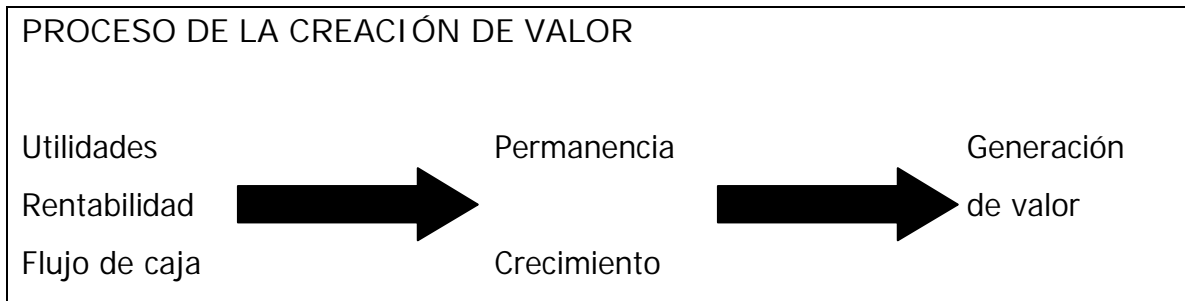 PROCESO DE LA CREACIÓN DE VALOR
Utilidades Permanencia Generación
Rentabilidad de valor
Flujo de caja Crecimiento